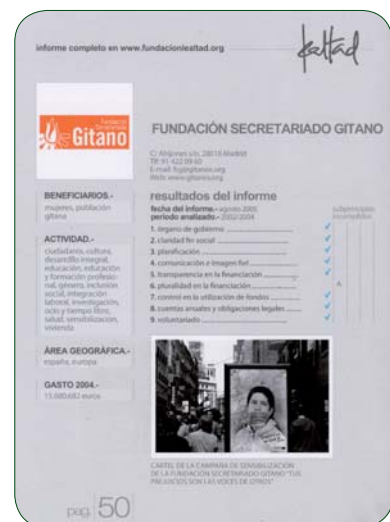 informe completo en www.fundacionlealtad.org
lealtad
Fundación
Secretariado
Gitano
FUNDACIÓN SECRETARIADO GITANO
C/ Ahijones s/n, 28018 Madrid
Tlf: 91 422 09 60
E-mail: fsg@gitanos.org
Web: www.gitanos.org
BENEFICIARIOS.-
mujeres, población
gitana
ACTIVIDAD.-
ciudadanía, cultura,
desarrollo integral,
educación, educación
y formación profesio-
nal, género, inclusión
social, integración
laboral, investigación,
ocio y tiempo libre,
salud, sensibilización,
vivienda
ÁREA GEOGRÁFICA.-
españa, europa
GASTO 2004.-
15.680.682 euros
resultados del informe
fecha del informe.- agosto 2005
periodo analizado.- 2002/2004
subprincipios
incumplidos
1. órgano de gobierno
2. claridad fin social
3. planificación
4. comunicación e imagen fiel
5. transparencia en la financiación
6. pluralidad en la financiación
A
7. control en la utilización de fondos
8. cuentas anuales y obligaciones legales
9. voluntariado
CARTEL DE LA CAMPAÑA DE SENSIBILIZACIÓN
DE LA FUNDACIÓN SECRETARIADO GITANO "TUS
PREJUICIOS SON LAS VOCES DE OTROS"
pag. 50